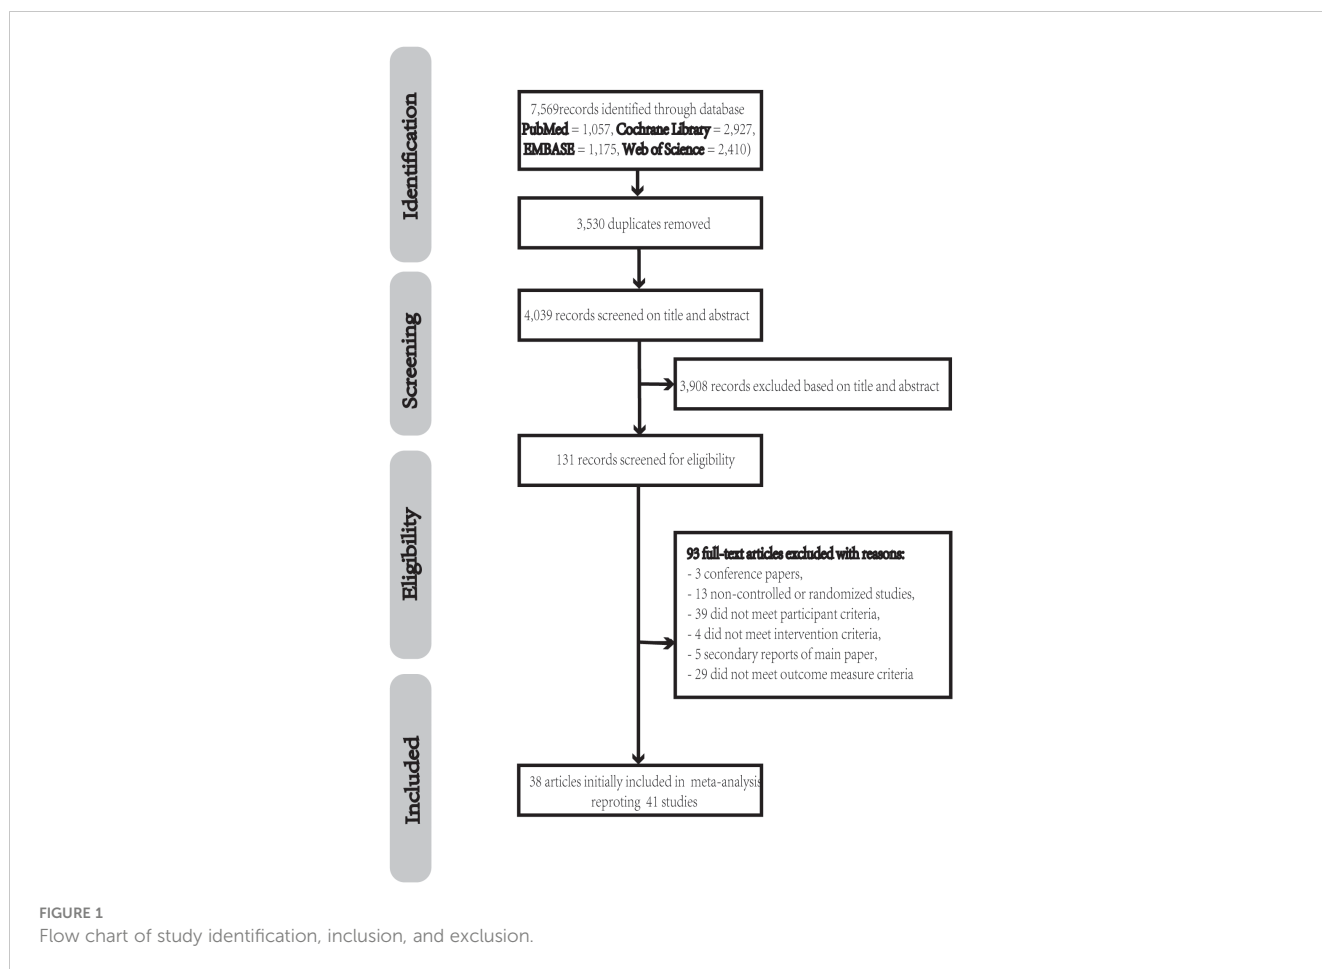 Identification
7,569records identified through database
PubMed = 1,057, Cochrane Library = 2,927,
EMBASE = 1,175, Web of Science = 2,410)
3,530 duplicates removed
Screening
4,039 records screened on title and abstract
3,908 records excluded based on title and abstract
131 records screened for eligibility
Eligibility
93 full-text articles excluded with reasons:
- 3 conference papers,
- 13 non-controlled or randomized studies,
- 39 did not meet participant criteria,
- 4 did not meet intervention criteria,
- 5 secondary reports of main paper,
- 29 did not meet outcome measure criteria
Included
38 articles initially included in meta-analysis
reproting 41 studies
FIGURE 1
Flow chart of study identification, inclusion, and exclusion.